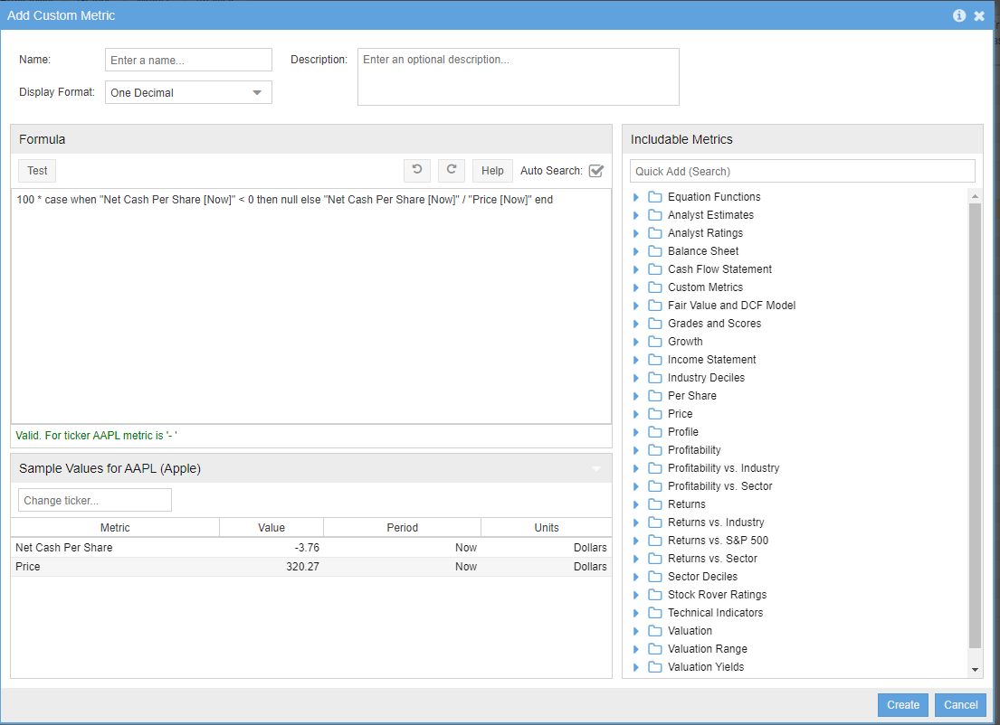 Add Custom Metric
Name:
Enter a name...
Description:
Enter an optional description...
Display Format:
One Decimal
Formula
Test
Help
Auto Search:
100 * case when "Net Cash Per Share [Now]" < 0 then null else "Net Cash Per Share [Now]" / "Price [Now]" end
Valid. For ticker AAPL metric is '- '
Sample Values for AAPL (Apple)
Change ticker...
Metric Value Period Units
Net Cash Per Share -3.76 Now Dollars
Price 320.27 Now Dollars
Includable Metrics
Quick Add (Search)
Equation Functions
Analyst Estimates
Analyst Ratings
Balance Sheet
Cash Flow Statement
Custom Metrics
Fair Value and DCF Model
Grades and Scores
Growth
Income Statement
Industry Deciles
Per Share
Price
Profile
Profitability
Profitability vs. Industry
Profitability vs. Sector
Returns
Returns vs. Industry
Returns vs. S&P 500
Returns vs. Sector
Sector Deciles
Stock Rover Ratings
Technical Indicators
Valuation
Valuation Range
Valuation Yields
Create
Cancel